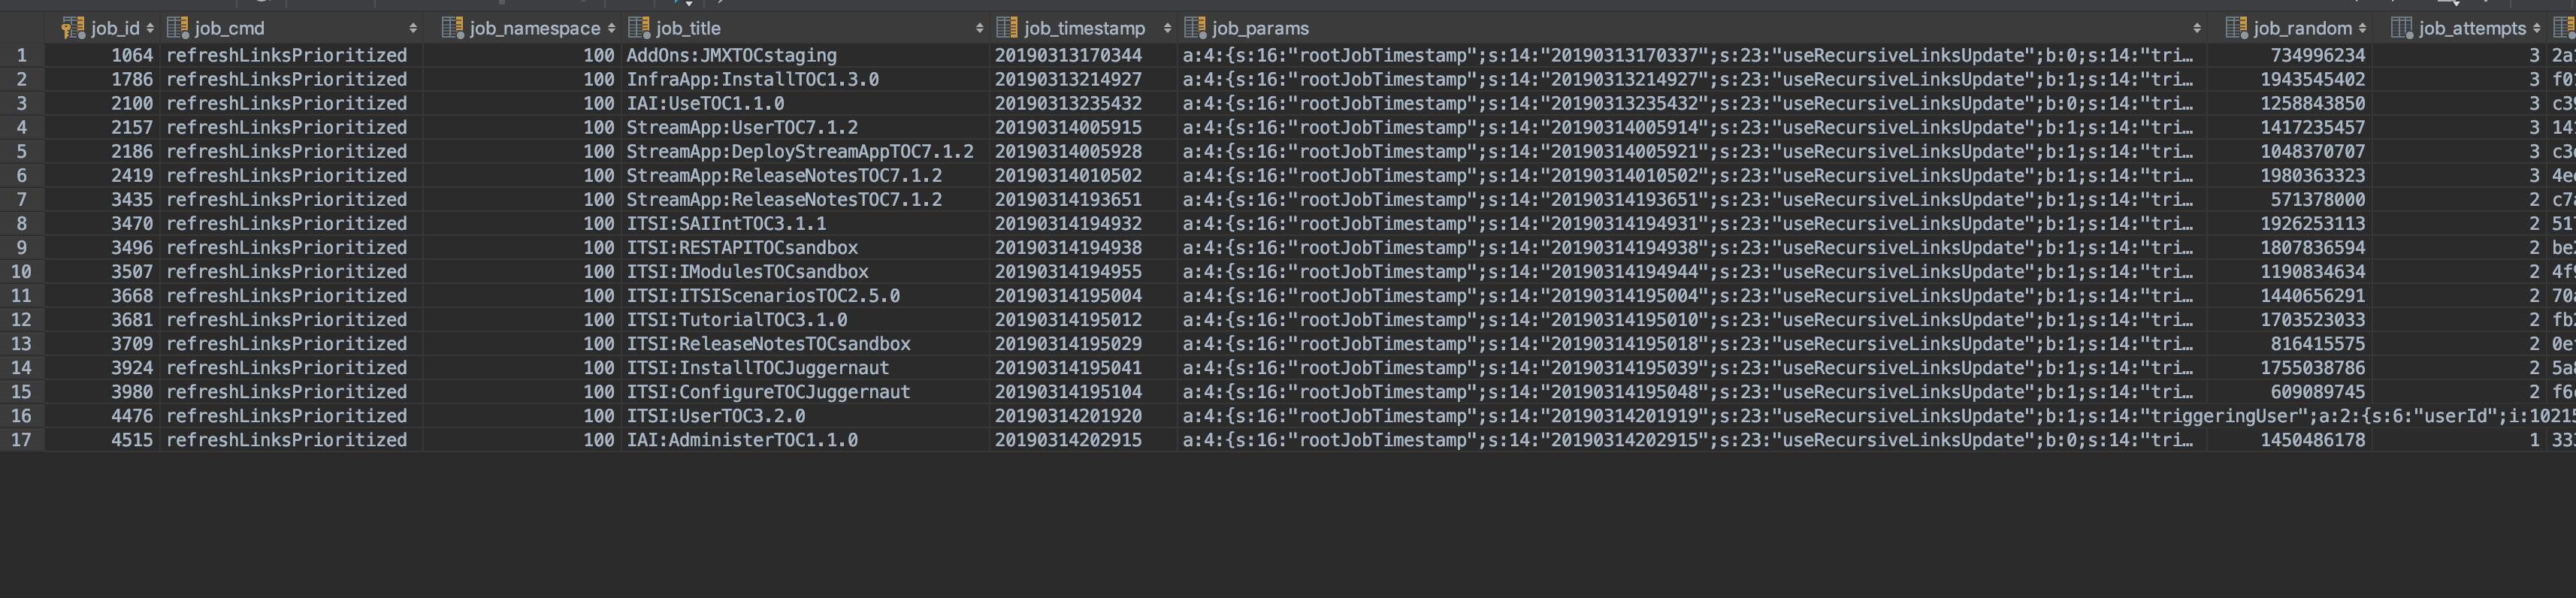 job_id job_cmd job_namespace job_title job_timestamp job_params job_random job_attempts
1 1064 refreshLinksPrioritized 100 AddOns:JMXTOCstaging 20190313170344 a:4:{s:16:"rootJobTimestamp";s:14:"20190313170337";s:23:"useRecursiveLinksUpdate";b:0;s:14:"tri… 734996234 3
2 1786 refreshLinksPrioritized 100 InfraApp:InstallTOC1.3.0 20190313214927 a:4:{s:16:"rootJobTimestamp";s:14:"20190313214927";s:23:"useRecursiveLinksUpdate";b:1;s:14:"tri… 1943545402 3
3 2100 refreshLinksPrioritized 100 IAI:UseTOC1.1.0 20190313235432 a:4:{s:16:"rootJobTimestamp";s:14:"20190313235432";s:23:"useRecursiveLinksUpdate";b:0;s:14:"tri… 1258843850 3
4 2157 refreshLinksPrioritized 100 StreamApp:UserTOC7.1.2 20190314005915 a:4:{s:16:"rootJobTimestamp";s:14:"20190314005914";s:23:"useRecursiveLinksUpdate";b:1;s:14:"tri… 1417235457 3
5 2186 refreshLinksPrioritized 100 StreamApp:DeployStreamAppTOC7.1.2 20190314005928 a:4:{s:16:"rootJobTimestamp";s:14:"20190314005921";s:23:"useRecursiveLinksUpdate";b:1;s:14:"tri… 1048370707 3
6 2419 refreshLinksPrioritized 100 StreamApp:ReleaseNotesTOC7.1.2 20190314010502 a:4:{s:16:"rootJobTimestamp";s:14:"20190314010502";s:23:"useRecursiveLinksUpdate";b:1;s:14:"tri… 1980363323 3
7 3435 refreshLinksPrioritized 100 StreamApp:ReleaseNotesTOC7.1.2 20190314193651 a:4:{s:16:"rootJobTimestamp";s:14:"20190314193651";s:23:"useRecursiveLinksUpdate";b:1;s:14:"tri… 571378000 2
8 3470 refreshLinksPrioritized 100 ITSI:SAIIntTOC3.1.1 20190314194932 a:4:{s:16:"rootJobTimestamp";s:14:"20190314194931";s:23:"useRecursiveLinksUpdate";b:1;s:14:"tri… 1926253113 2
9 3496 refreshLinksPrioritized 100 ITSI:RESTAPITOCsandbox 20190314194938 a:4:{s:16:"rootJobTimestamp";s:14:"20190314194938";s:23:"useRecursiveLinksUpdate";b:1;s:14:"tri… 1807836594 2
10 3507 refreshLinksPrioritized 100 ITSI:IModulesTOCsandbox 20190314194955 a:4:{s:16:"rootJobTimestamp";s:14:"20190314194944";s:23:"useRecursiveLinksUpdate";b:1;s:14:"tri… 1190834634 2
11 3668 refreshLinksPrioritized 100 ITSI:ITSIScenariosTOC2.5.0 20190314195004 a:4:{s:16:"rootJobTimestamp";s:14:"20190314195004";s:23:"useRecursiveLinksUpdate";b:1;s:14:"tri… 1440656291 2
12 3681 refreshLinksPrioritized 100 ITSI:TutorialTOC3.1.0 20190314195012 a:4:{s:16:"rootJobTimestamp";s:14:"20190314195010";s:23:"useRecursiveLinksUpdate";b:1;s:14:"tri… 1703523033 2
13 3709 refreshLinksPrioritized 100 ITSI:ReleaseNotesTOCsandbox 20190314195029 a:4:{s:16:"rootJobTimestamp";s:14:"20190314195018";s:23:"useRecursiveLinksUpdate";b:1;s:14:"tri… 816415575 2
14 3924 refreshLinksPrioritized 100 ITSI:InstallTOCJuggernaut 20190314195041 a:4:{s:16:"rootJobTimestamp";s:14:"20190314195039";s:23:"useRecursiveLinksUpdate";b:1;s:14:"tri… 1755038786 2
15 3980 refreshLinksPrioritized 100 ITSI:ConfigureTOCJuggernaut 20190314195104 a:4:{s:16:"rootJobTimestamp";s:14:"20190314195048";s:23:"useRecursiveLinksUpdate";b:1;s:14:"tri… 609089745 2
16 4476 refreshLinksPrioritized 100 ITSI:UserTOC3.2.0 20190314201920 a:4:{s:16:"rootJobTimestamp";s:14:"20190314201919";s:23:"useRecursiveLinksUpdate";b:1;s:14:"triggeringUser";a:2:{s:6:"userId";i:10215
17 4515 refreshLinksPrioritized 100 IAI:AdministerTOC1.1.0 20190314202915 a:4:{s:16:"rootJobTimestamp";s:14:"20190314202915";s:23:"useRecursiveLinksUpdate";b:0;s:14:"tri… 1450486178 1